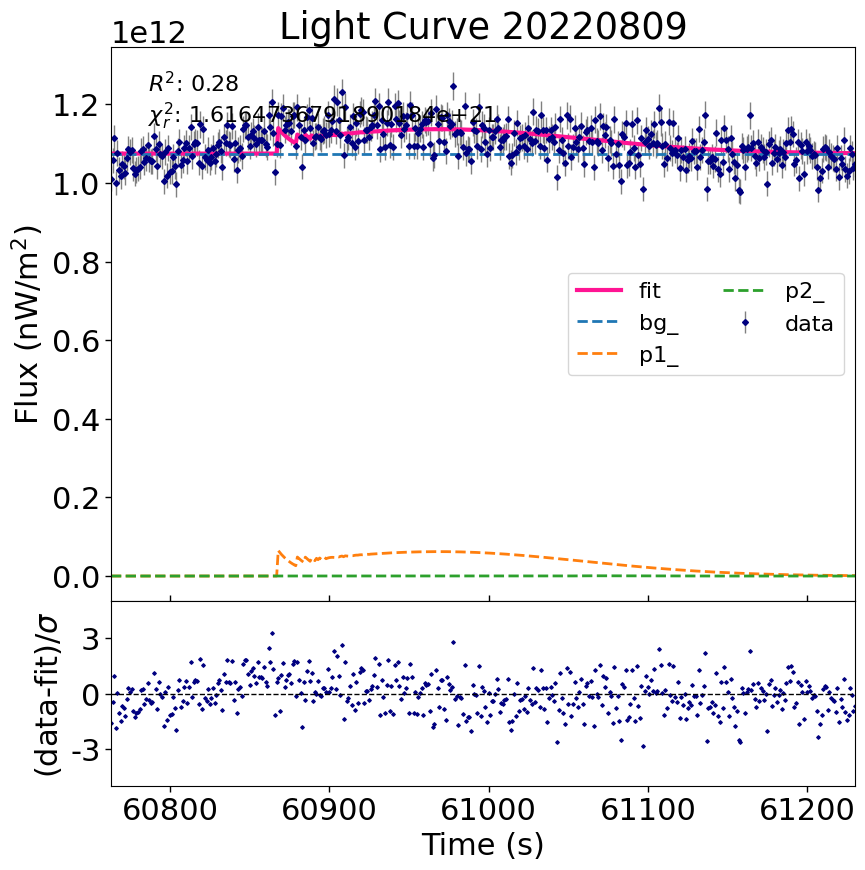 Light Curve 20220809
1e12
R²: 0.28
χ²: 1.6164736791890184e+21
1.2
1.0
0.8
0.6
0.4
0.2
0.0
Flux (nW/m²)
fit
bg_
p1_
p2_
data
3
0
-3
(data-fit)/σ
60800 60900 61000 61100 61200
Time (s)